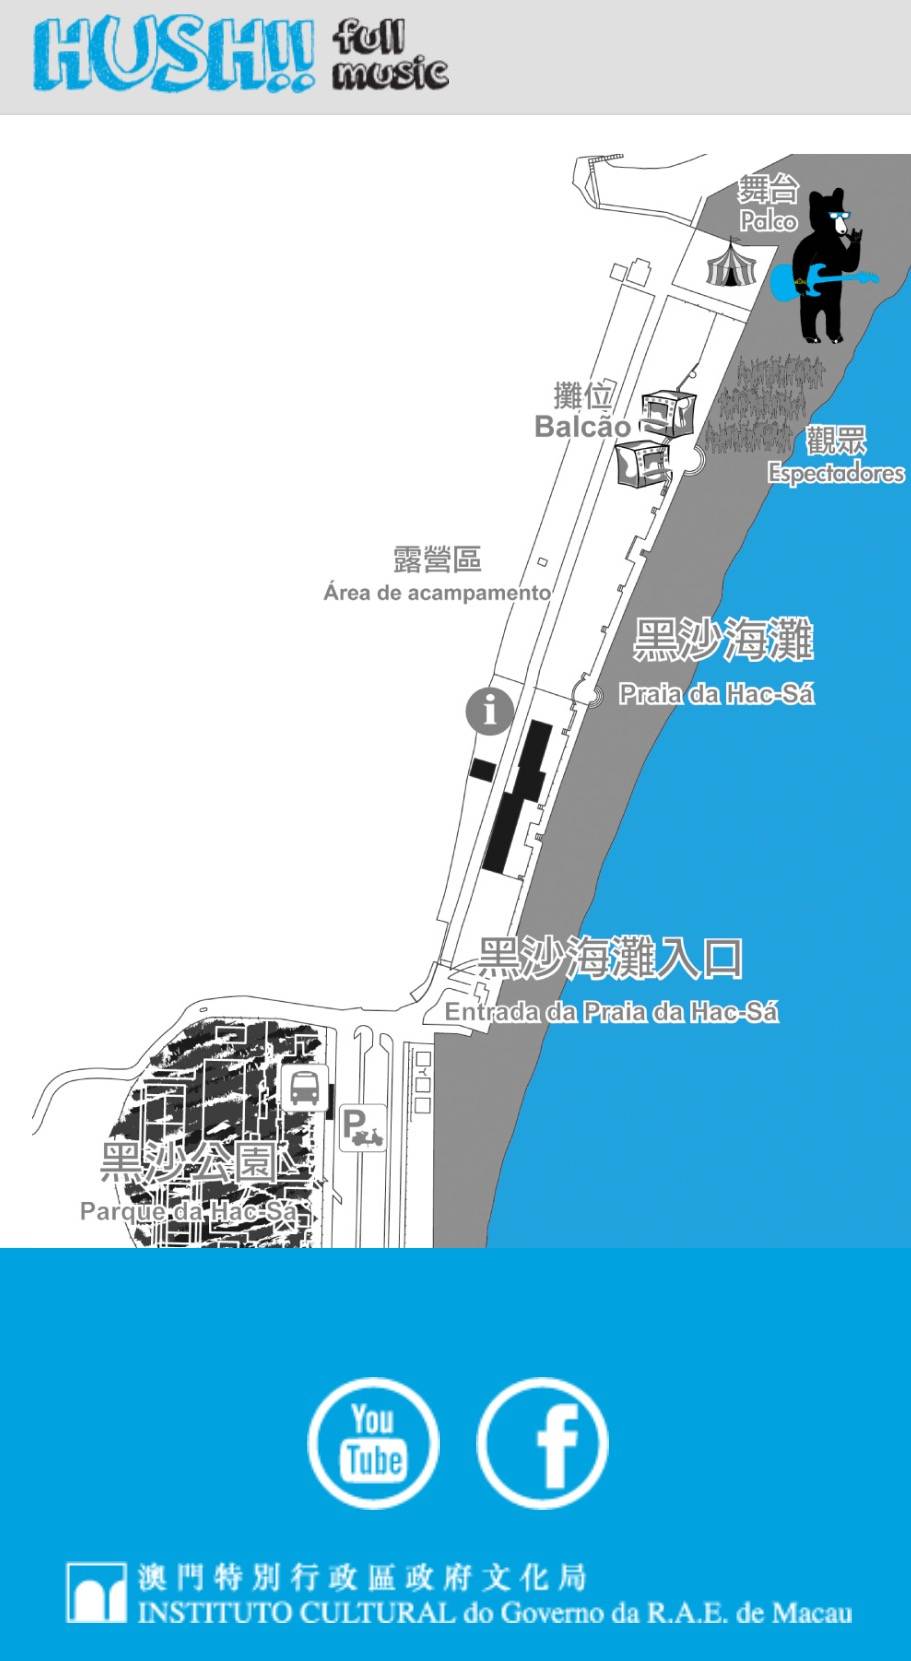 HUSH!! full
music
舞台
Palco
攤位
Balcão
觀眾
Espectadores
露營區
Área de acampamento
黑沙海灘
Praia da Hac-Sá
i
黑沙海灘入口
Entrada da Praia da Hac-Sá
P
黑沙公園
Parque da Hac-Sá
You
Tube
f
澳門特別行政區政府文化局
INSTITUTO CULTURAL do Governo da R.A.E. de Macau